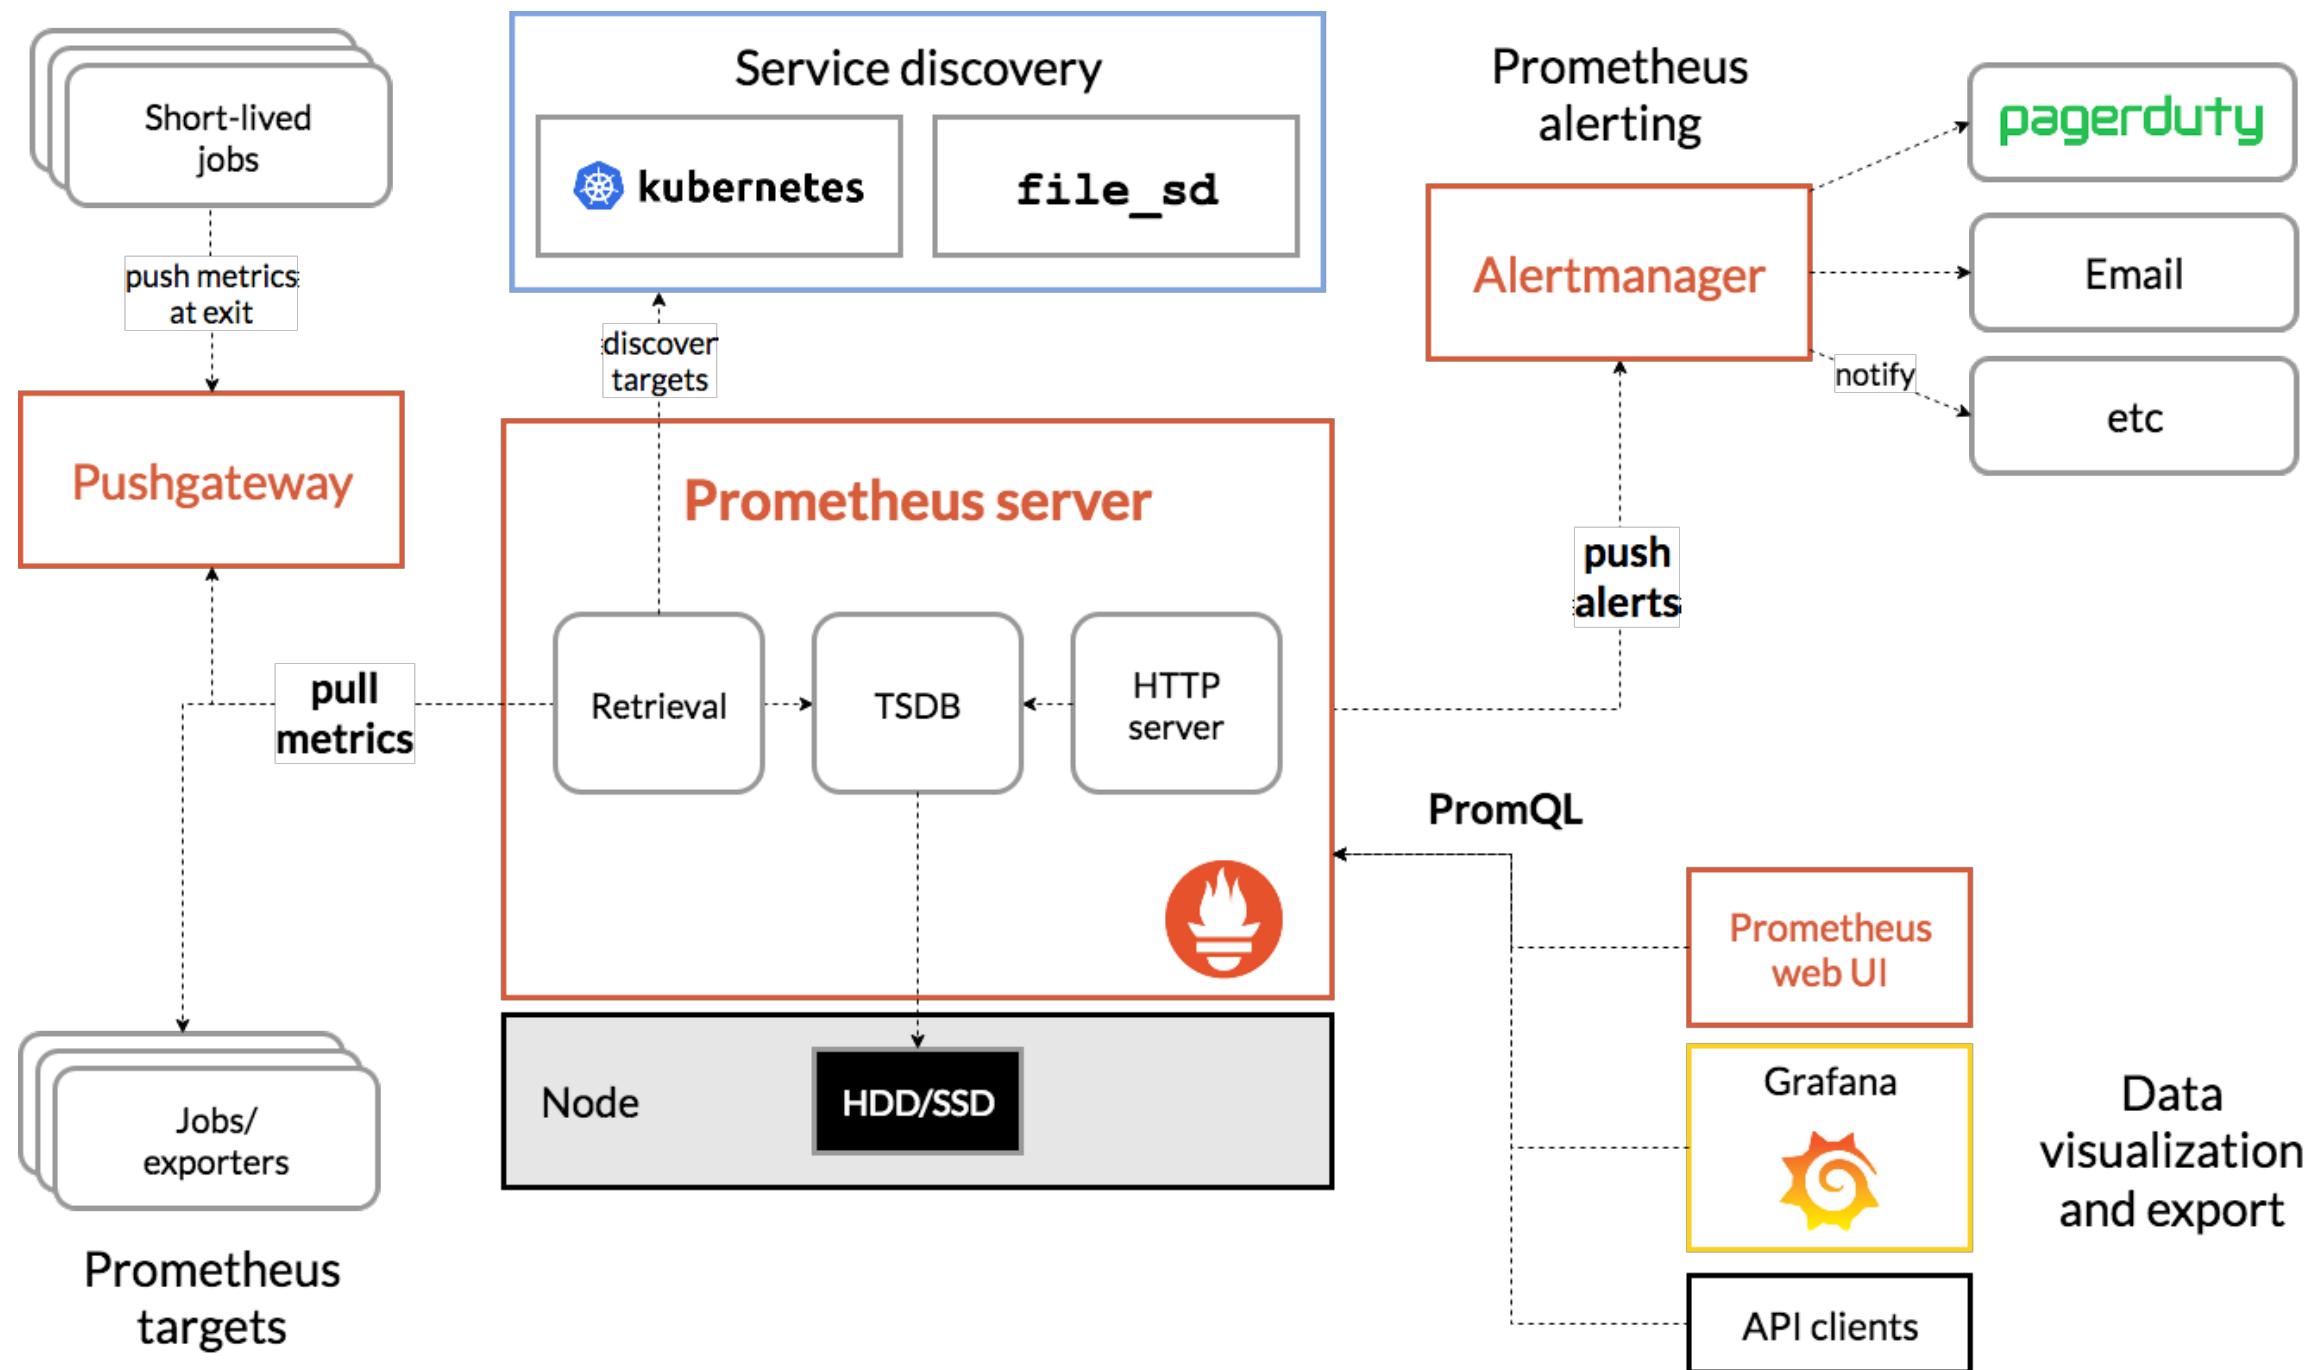 Short-lived
jobs
push metrics
at exit
Pushgateway
pull
metrics
Jobs/
exporters
Prometheus
targets
Service discovery
kubernetes
file_sd
discover
targets
Prometheus server
Retrieval
TSDB
HTTP
server
Node
HDD/SSD
Prometheus
alerting
Alertmanager
pagerduty
Email
notify
etc
push
alerts
PromQL
Prometheus
web UI
Grafana
API clients
Data
visualization
and export